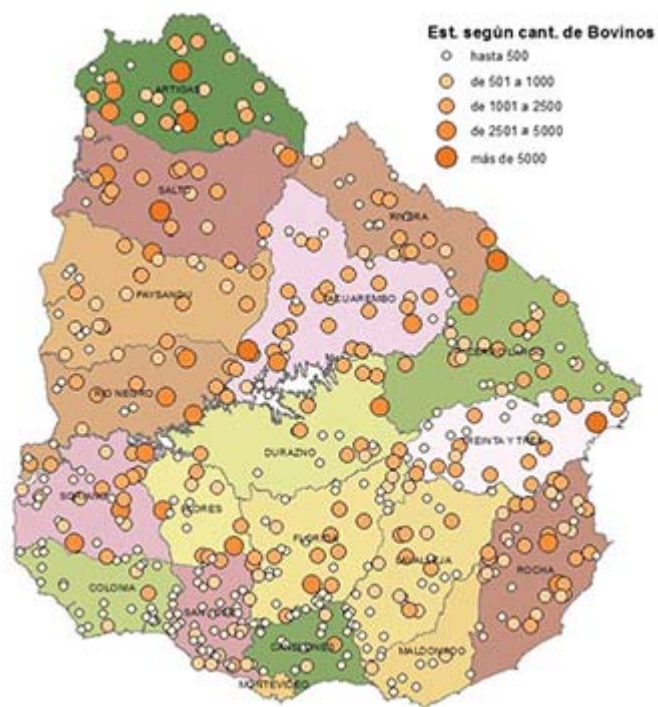 Est. según cant. de Bovinos
hasta 500
de 501 a 1000
de 1001 a 2500
de 2501 a 5000
más de 5000
ARTIGAS
SALTO
RIVERA
PAYSANDU
TACUAREMBO
CERRO LARGO
RIO NEGRO
TREINTA Y TRES
DURAZNO
SORIANO
FLORES
FLORIDA
LAVALLEJA
ROCHA
COLONIA
SAN JOSE
CANELONES
MALDONADO
MONTEVIDEO